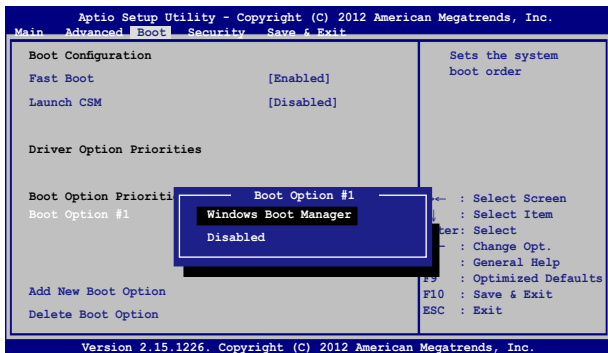 Aptio Setup Utility - Copyright (C) 2012 American Megatrends, Inc.
Main Advanced Boot Security Save & Exit
Boot Configuration
Fast Boot [Enabled]
Launch CSM [Disabled]
Driver Option Priorities
Boot Option Prioriti
Boot Option #1
Boot Option #1
Windows Boot Manager
Disabled
Add New Boot Option
Delete Boot Option
Sets the system
boot order
← : Select Screen
: Select Item
ter: Select
- : Change Opt.
: General Help
F9 : Optimized Defaults
F10 : Save & Exit
ESC : Exit
Version 2.15.1226. Copyright (C) 2012 American Megatrends, Inc.